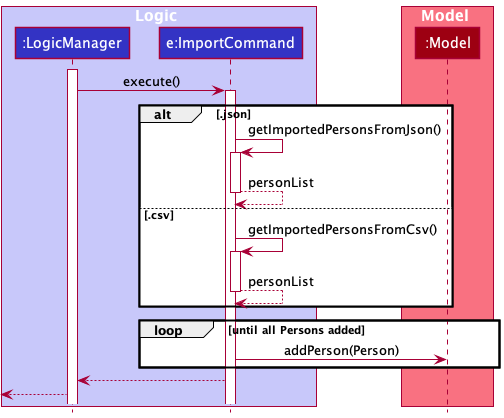 Logic
Model
:LogicManager
e:ImportCommand
:Model
execute()
alt
[.json]
getImportedPersonsFromJson()
personList
[.csv]
getImportedPersonsFromCsv()
personList
loop
[until all Persons added]
addPerson(Person)